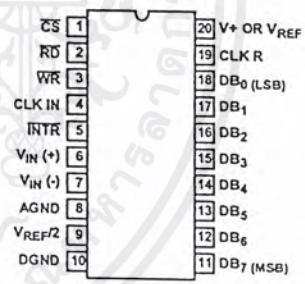 CS 1
RD 2
WR 3
CLK IN 4
INTR 5
VIN (+) 6
VIN (-) 7
AGND 8
VREF/2 9
DGND 10
20 V+ OR VREF
19 CLK R
18 DB0 (LSB)
17 DB1
16 DB2
15 DB3
14 DB4
13 DB5
12 DB6
11 DB7 (MSB)